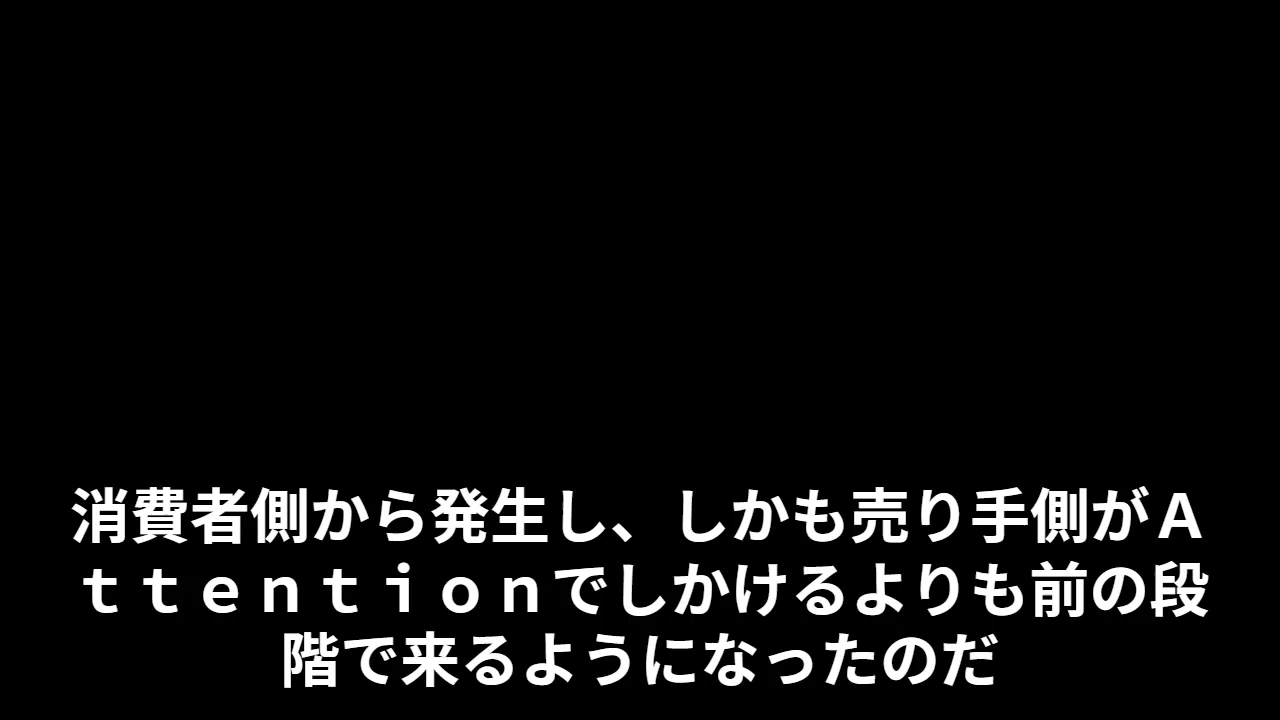 消費者側から発生し、しかも売り手側がＡ
ｔｔｅｎｔｉｏｎでしかけるよりも前の段
階で来るようになったのだ